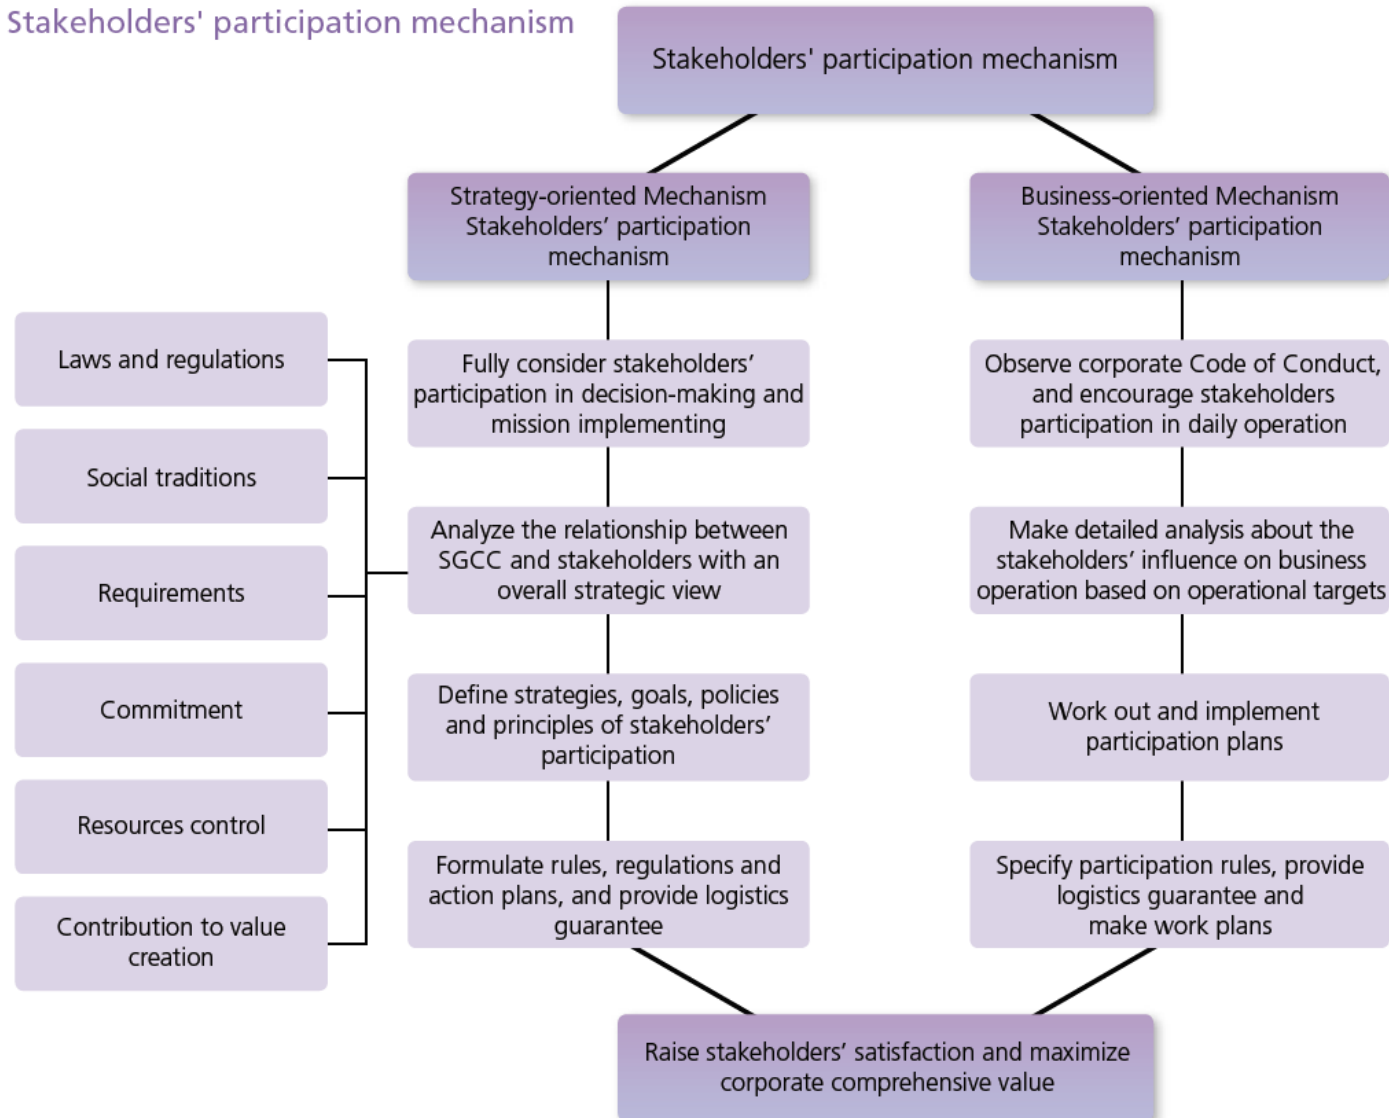 Stakeholders' participation mechanism
Stakeholders' participation mechanism
Strategy-oriented Mechanism
Stakeholders’ participation
mechanism
Business-oriented Mechanism
Stakeholders’ participation
mechanism
Laws and regulations
Social traditions
Requirements
Commitment
Resources control
Contribution to value
creation
Fully consider stakeholders’
participation in decision-making and
mission implementing
Analyze the relationship between
SGCC and stakeholders with an
overall strategic view
Define strategies, goals, policies
and principles of stakeholders’
participation
Formulate rules, regulations and
action plans, and provide logistics
guarantee
Observe corporate Code of Conduct,
and encourage stakeholders
participation in daily operation
Make detailed analysis about the
stakeholders’ influence on business
operation based on operational targets
Work out and implement
participation plans
Specify participation rules, provide
logistics guarantee and
make work plans
Raise stakeholders’ satisfaction and maximize
corporate comprehensive value